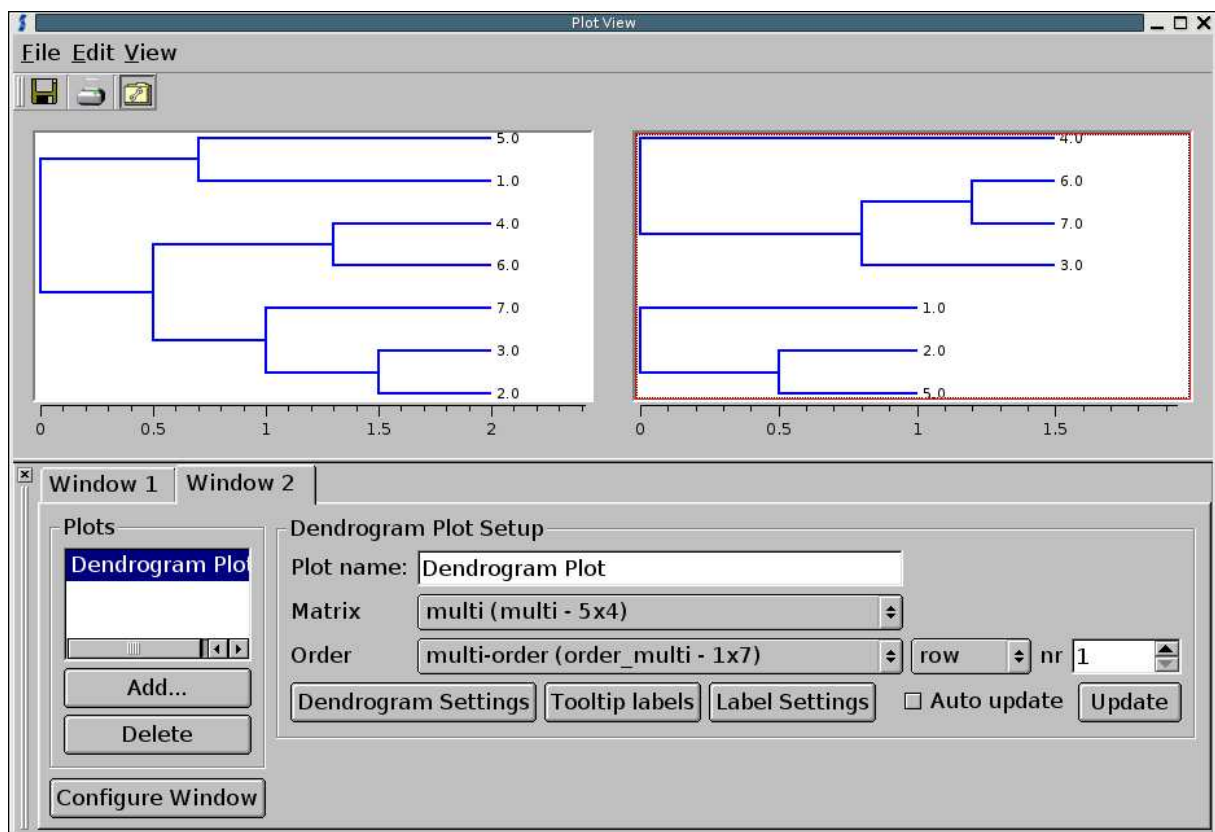 Plot View
File Edit View
5.0
1.0
4.0
6.0
7.0
3.0
2.0
0 0.5 1 1.5 2
4.0
6.0
7.0
3.0
1.0
2.0
5.0
0 0.5 1 1.5
Window 1 Window 2
Plots
Dendrogram Plot
Add...
Delete
Configure Window
Dendrogram Plot Setup
Plot name: Dendrogram Plot
Matrix multi (multi - 5x4)
Order multi-order (order_multi - 1x7) row nr 1
Dendrogram Settings Tooltip labels Label Settings Auto update Update